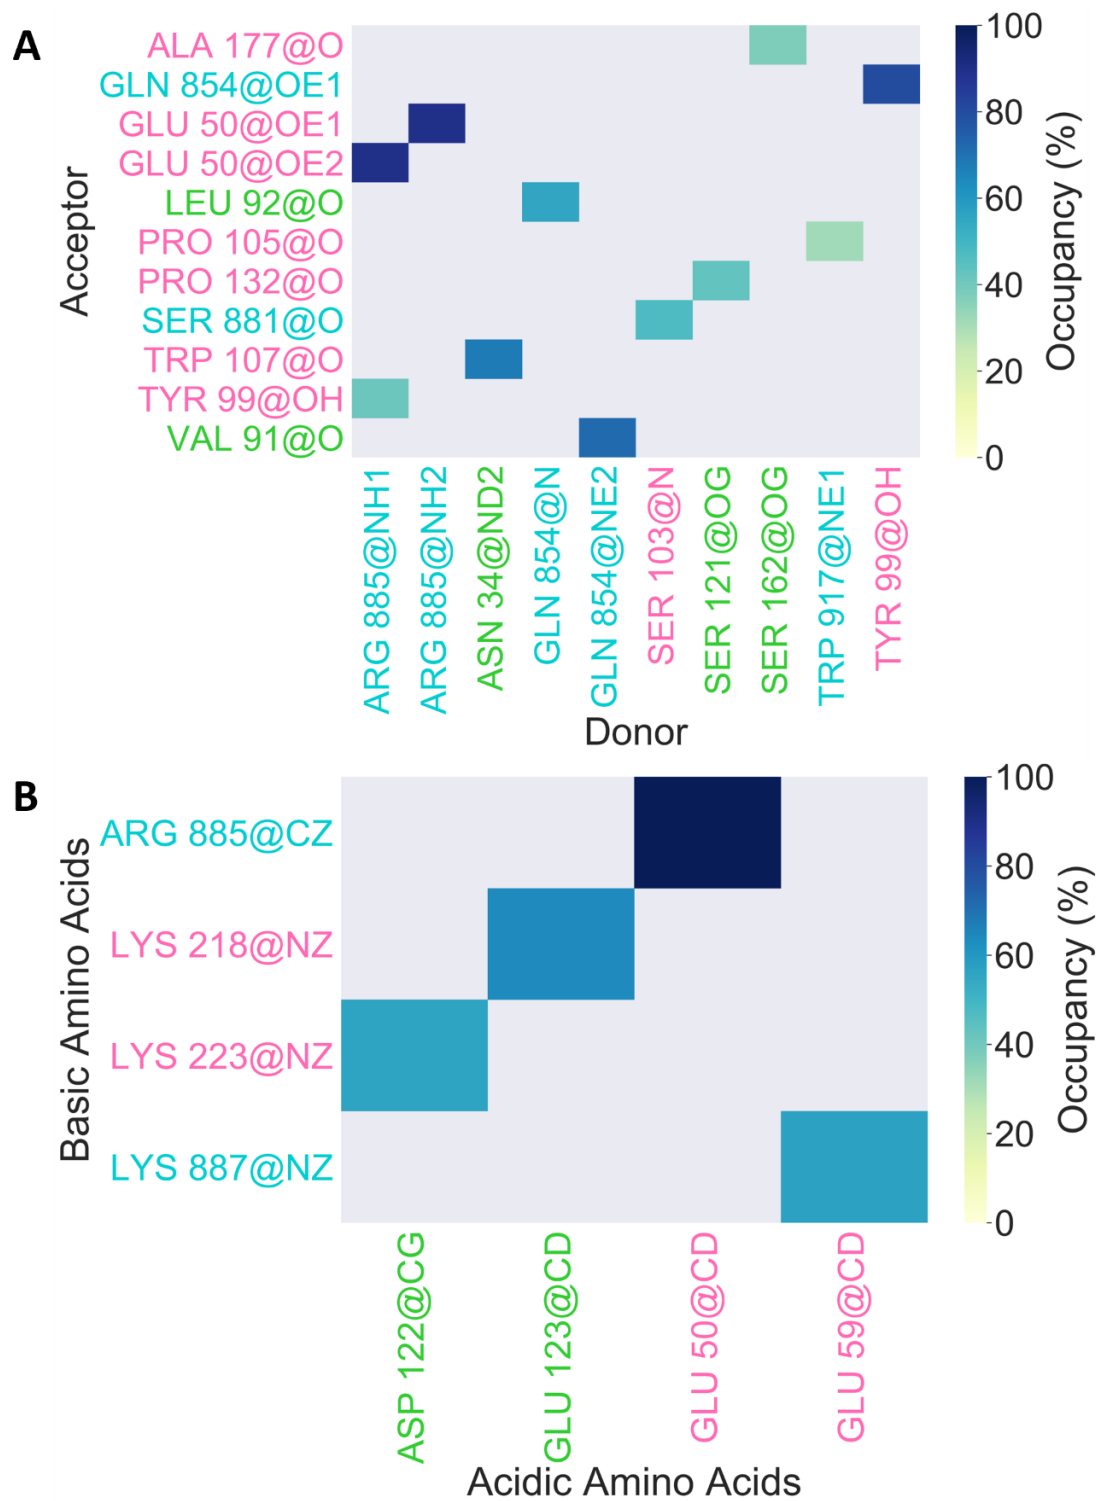 A
ALA 177@O
GLN 854@OE1
GLU 50@OE1
GLU 50@OE2
LEU 92@O
PRO 105@O
PRO 132@O
SER 881@O
TRP 107@O
TYR 99@OH
VAL 91@O
Acceptor
ARG 885@NH1
ARG 885@NH2
ASN 34@ND2
GLN 854@N
GLN 854@NE2
SER 103@N
SER 121@OG
SER 162@OG
TRP 917@NE1
TYR 99@OH
Donor
100
80
60
40
20
0
Occupancy (%)
B
ARG 885@CZ
LYS 218@NZ
LYS 223@NZ
LYS 887@NZ
Basic Amino Acids
ASP 122@CG
GLU 123@CD
GLU 50@CD
GLU 59@CD
Acidic Amino Acids
100
80
60
40
20
0
Occupancy (%)